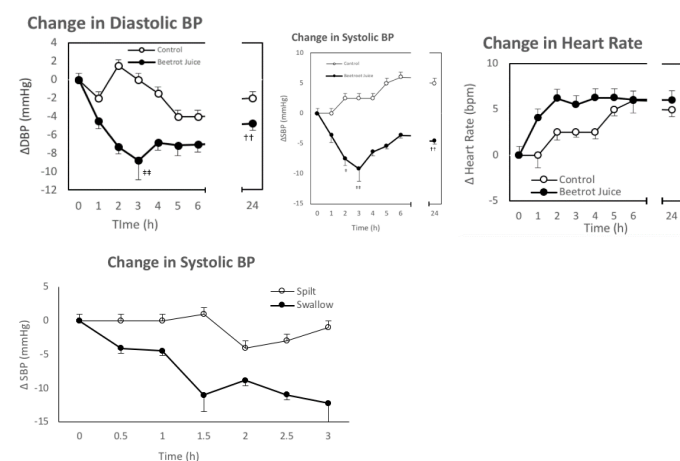 Change in Diastolic BP
4
2
0
-2
-4
-6
-8
-10
-12
ΔDBP (mmHg)
Control
Beetrot Juice
‡‡
††
0 1 2 3 4 5 6 24
TIme (h)
Change in Systolic BP
10
5
0
-5
-10
-15
ΔSBP (mmHg)
Control
Beetroot Juice
‡‡
††
0 1 2 3 4 5 6 24
Time (h)
Change in Heart Rate
10
5
0
-5
Δ Heart Rate (bpm)
Control
Beetrot Juice
0 1 2 3 4 5 6 24
Time (h)
Change in Systolic BP
5
0
-5
-10
-15
Δ SBP (mmHg)
Spilt
Swallow
0 0.5 1 1.5 2 2.5 3
Time (h)